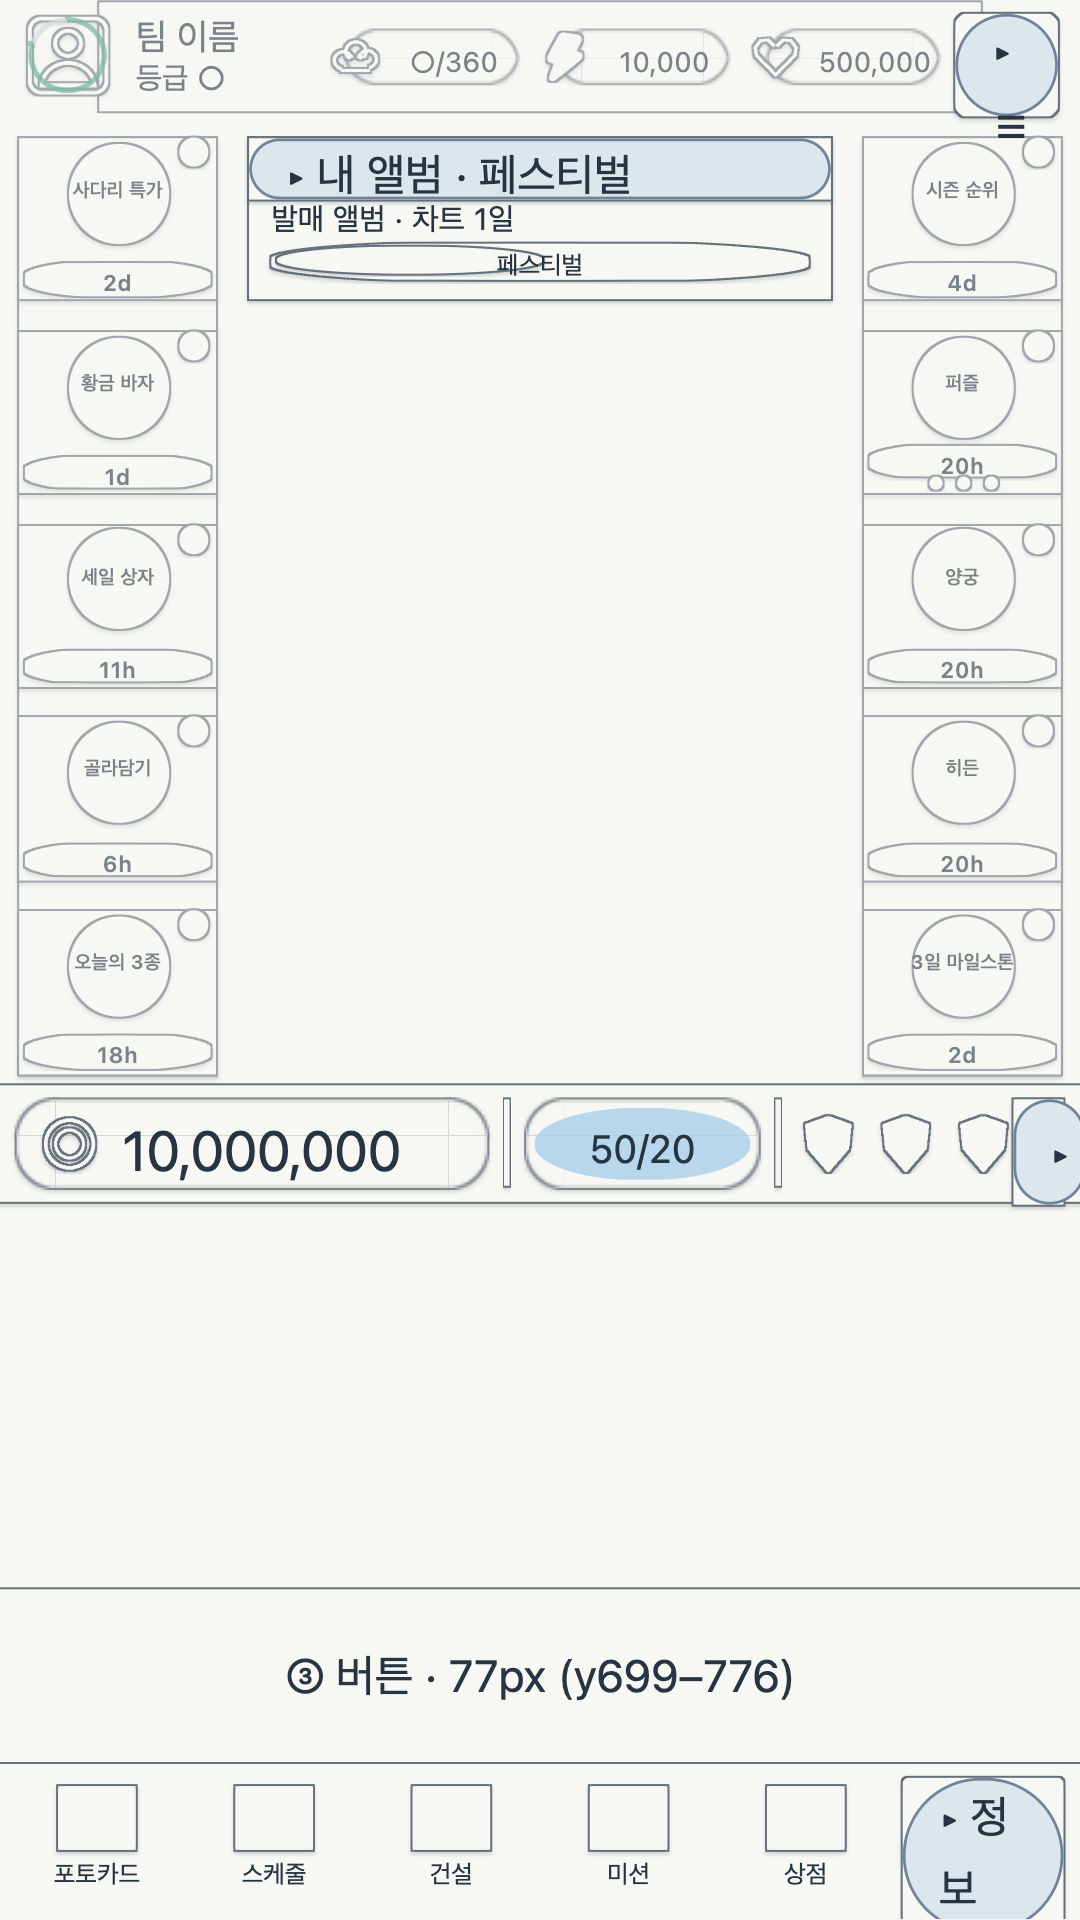 팀 이름
등급 ○
○/360
10,000
500,000
▸
☰
▸ 내 앨범 · 페스티벌
발매 앨범 · 차트 1일
페스티벌
사다리 특가
2d
황금 바자
1d
세일 상자
11h
골라담기
6h
오늘의 3종
18h
시즌 순위
4d
퍼즐
20h
양궁
20h
히든
20h
3일 마일스톤
2d
10,000,000
50/20
▸
③ 버튼 · 77px (y699–776)
포토카드
스케줄
건설
미션
상점
▸ 정
보